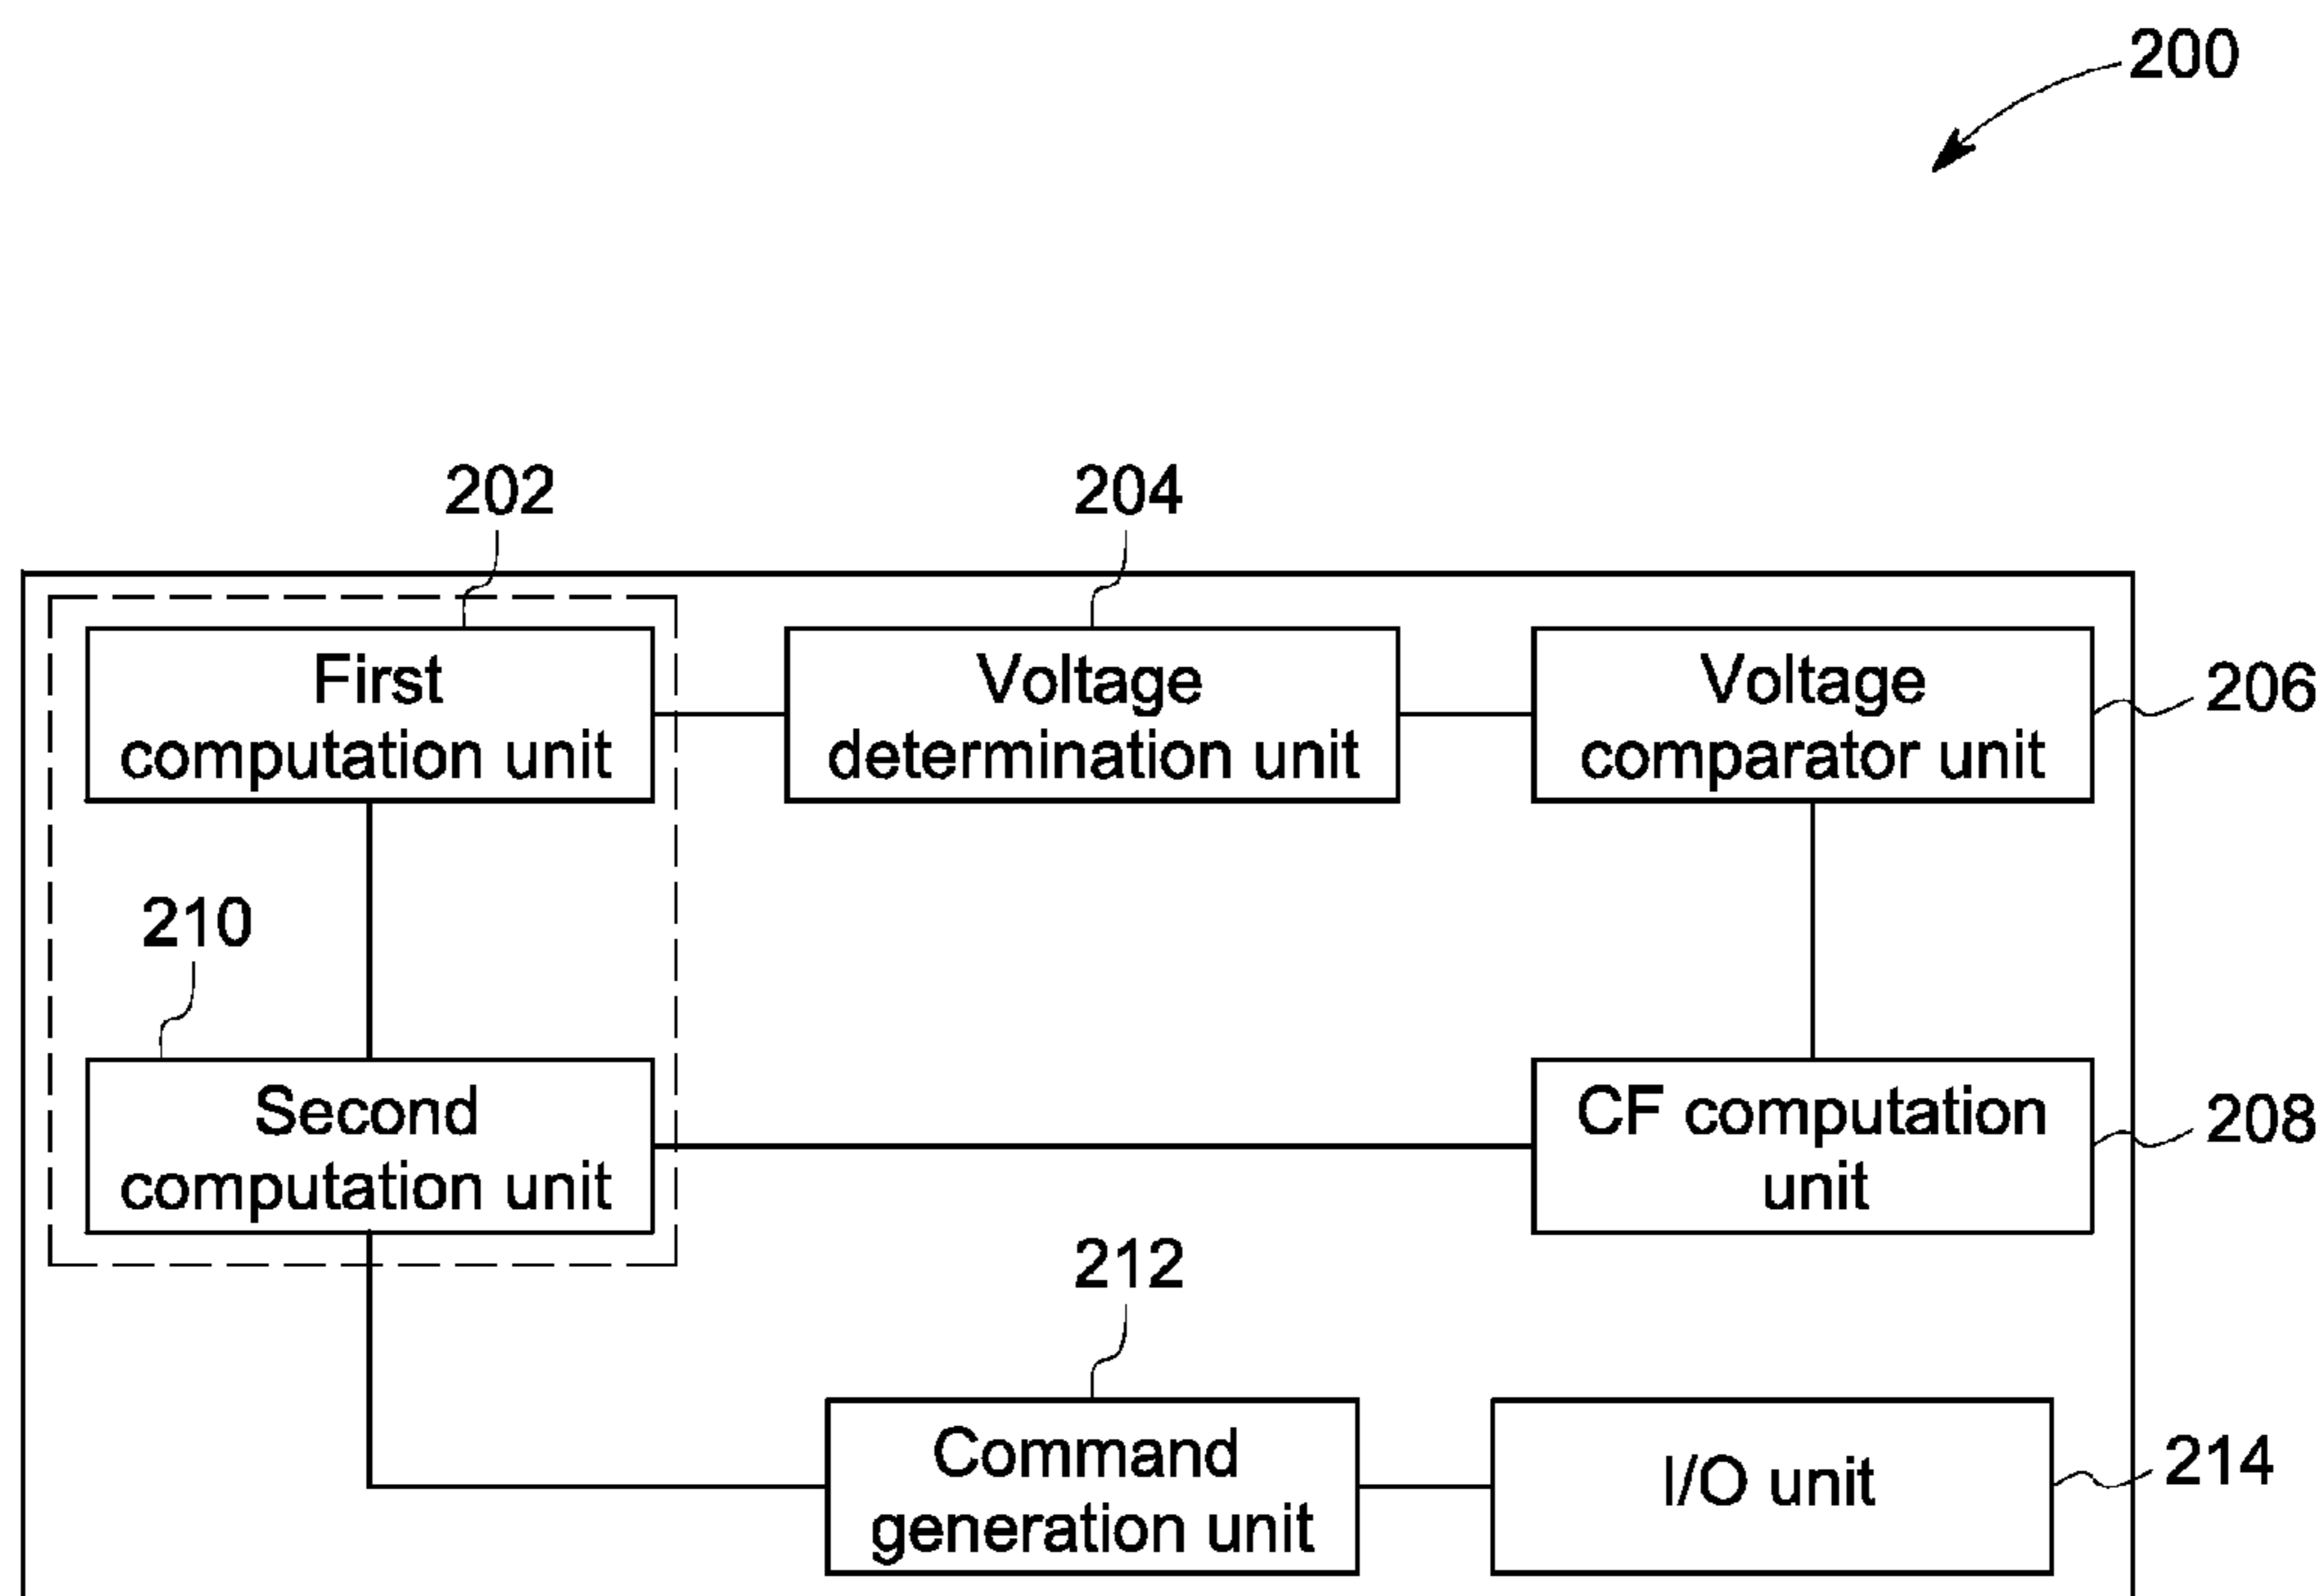 200
202
204
First
computation unit
Voltage
determination unit
Voltage
comparator unit
206
210
Second
computation unit
CF computation
unit
208
212
Command
generation unit
I/O unit
214